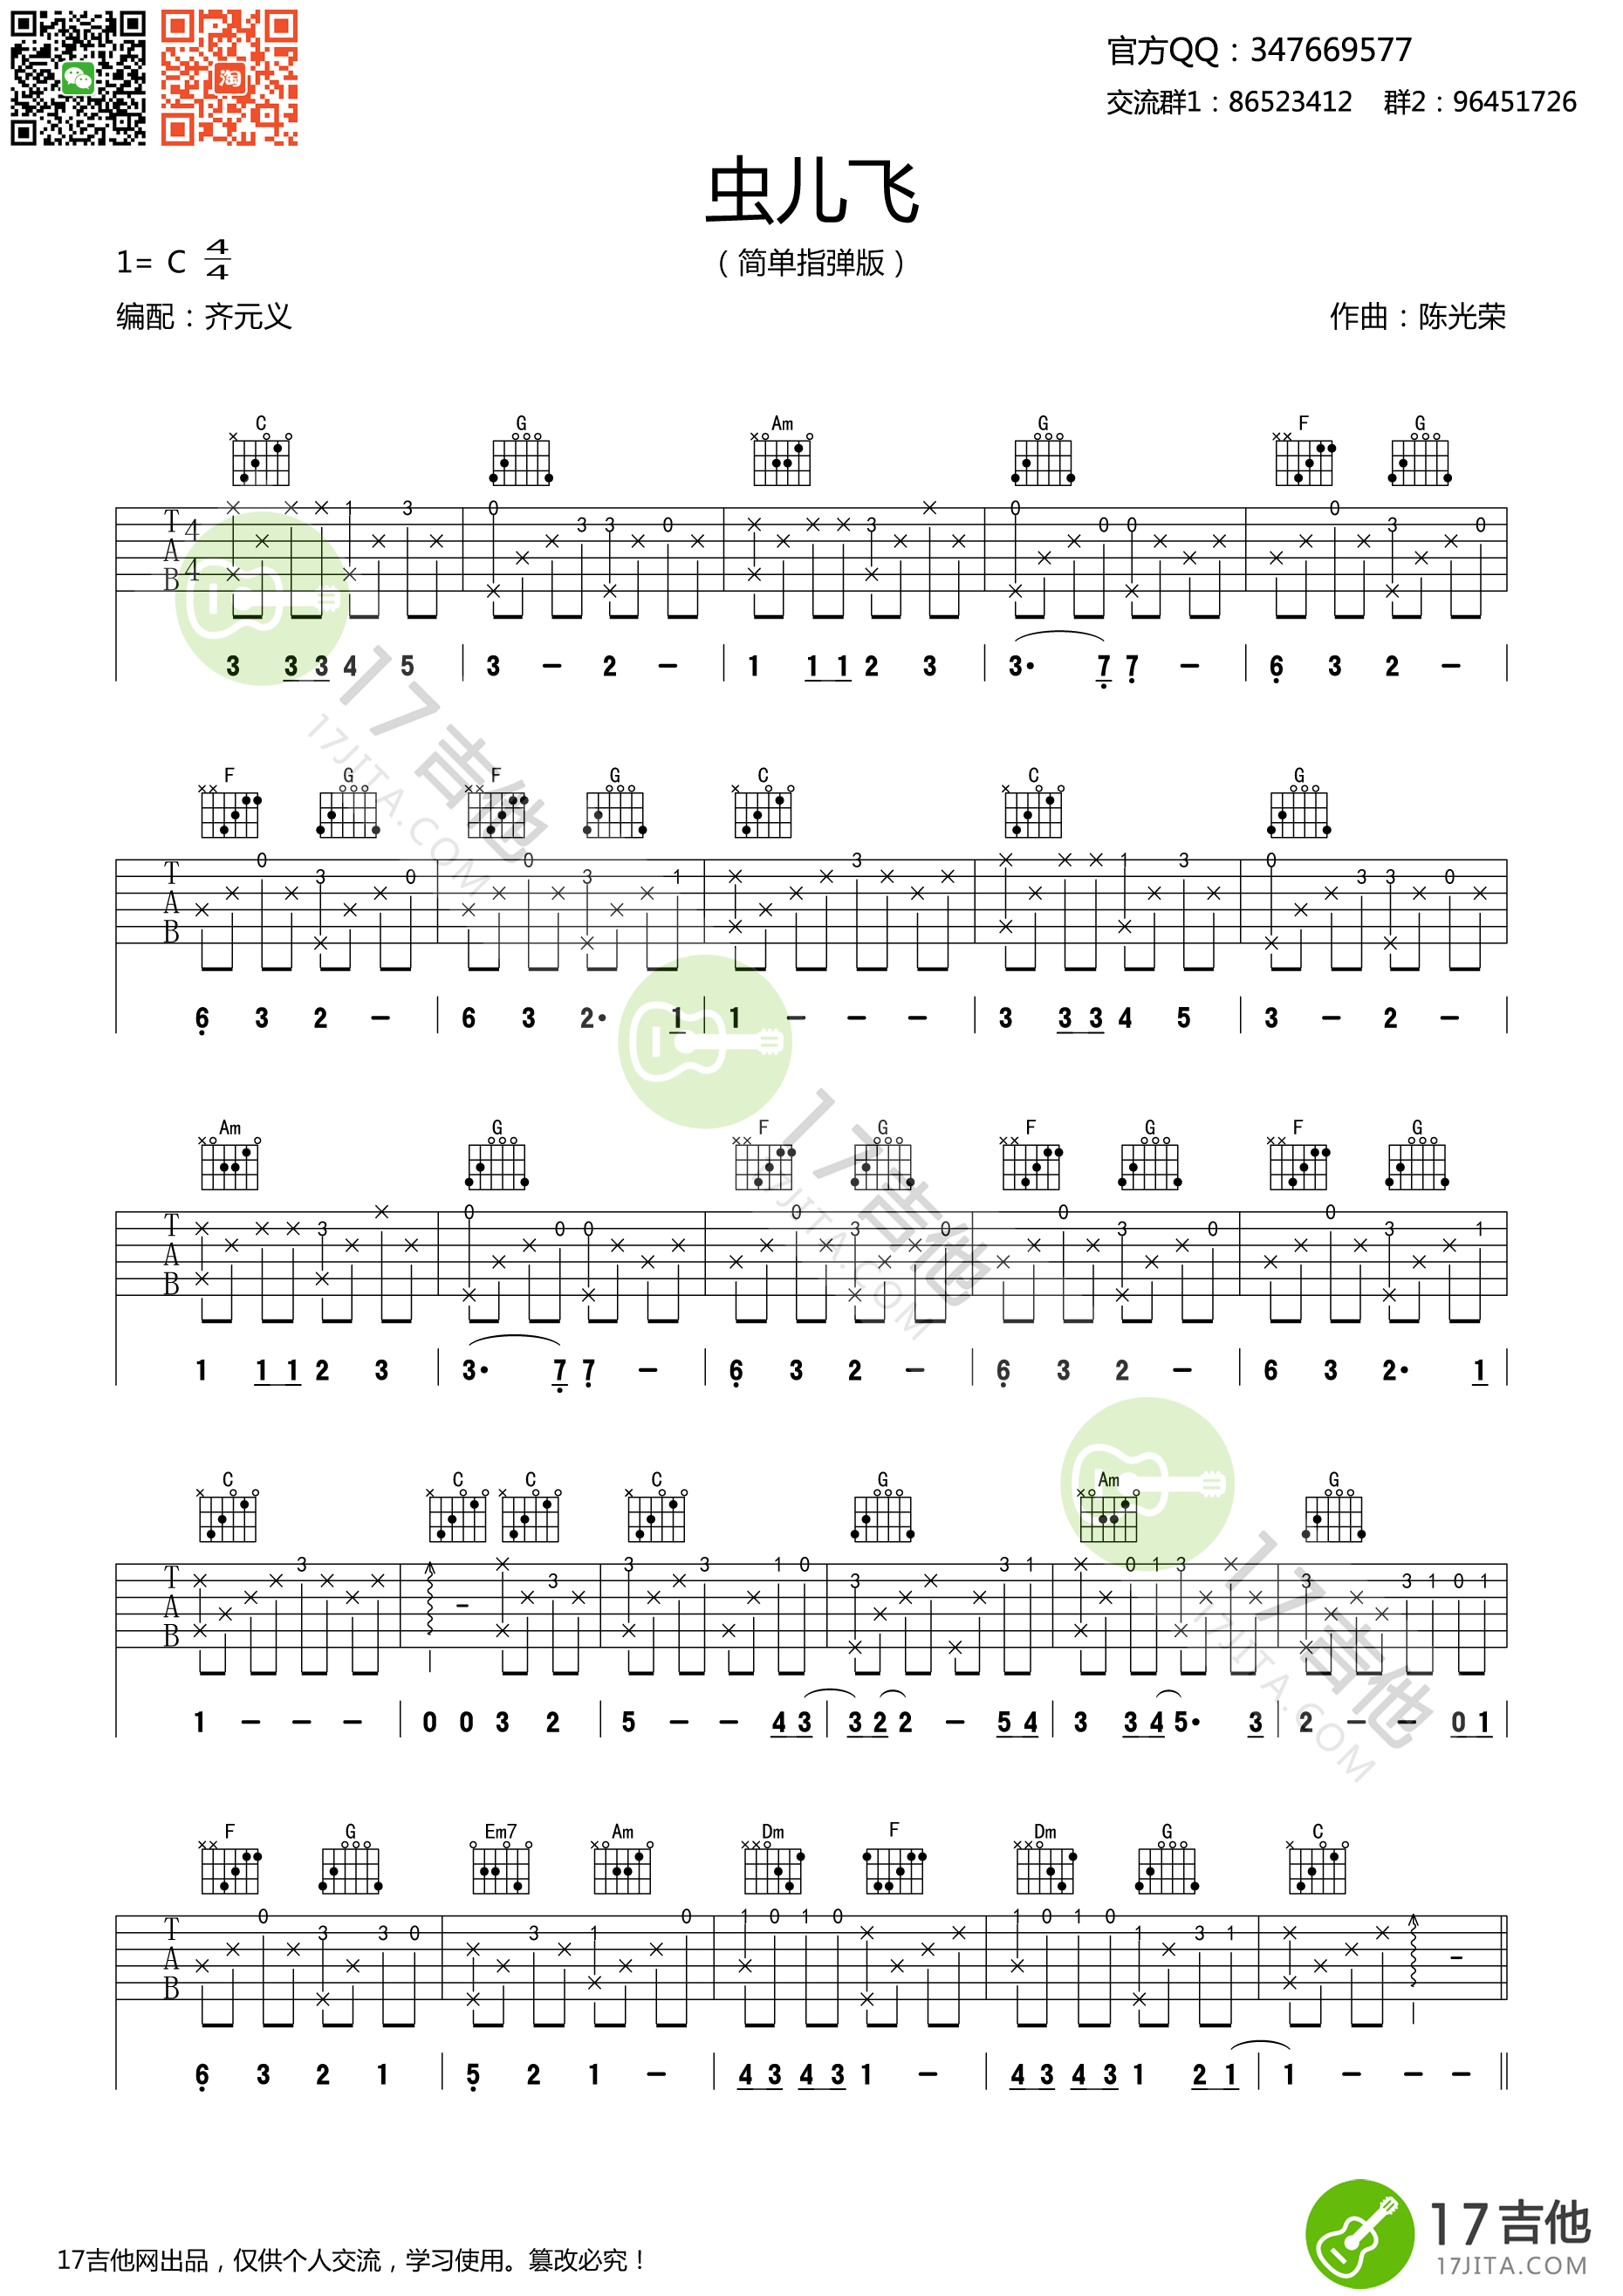 官方QQ：347669577
交流群1：86523412 群2：96451726
虫儿飞
（简单指弹版）
1= C 4/4
编配：齐元义
作曲：陈光荣
C G Am G F G
3 3 3 4 5 | 3 – 2 – | 1 1 1 2 3 | 3· 7 7 – | 6 3 2 – |
F G F G C C G
6 3 2 – | 6 3 2· 1 | 1 – – – | 3 3 3 4 5 | 3 – 2 – |
Am G F G F G F G
1 1 1 2 3 | 3· 7 7 – | 6 3 2 – | 6 3 2 – | 6 3 2· 1 |
C C C C G Am G
1 – – – | 0 0 3 2 | 5 – – 4 3 | 3 2 2 – 5 4 | 3 3 4 5· 3 | 2 – – 0 1 |
F G Em7 Am Dm F Dm G C
6 3 2 1 | 5 2 1 – | 4 3 4 3 1 – | 4 3 4 3 1 2 1 | 1 – – – ||
17吉他网出品，仅供个人交流，学习使用。篡改必究！
17吉他
17JITA.COM